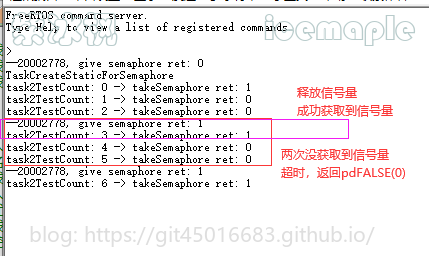 FreeRTOS command server.
Type Help to view a list of registered commands
icemaple
>
—20002778, give semaphore ret: 0
TaskCreateStaticForSemaphore
task2TestCount: 0 -> takeSemaphore ret: 1
task2TestCount: 1 -> takeSemaphore ret: 0
task2TestCount: 2 -> takeSemaphore ret: 0
释放信号量
成功获取到信号量
—20002778, give semaphore ret: 1
task2TestCount: 3 -> takeSemaphore ret: 1
task2TestCount: 4 -> takeSemaphore ret: 0
task2TestCount: 5 -> takeSemaphore ret: 0
两次没获取到信号量
超时，返回pdFALSE(0)
—20002778, give semaphore ret: 1
task2TestCount: 6 -> takeSemaphore ret: 1
blog: https://git45016683.github.io/